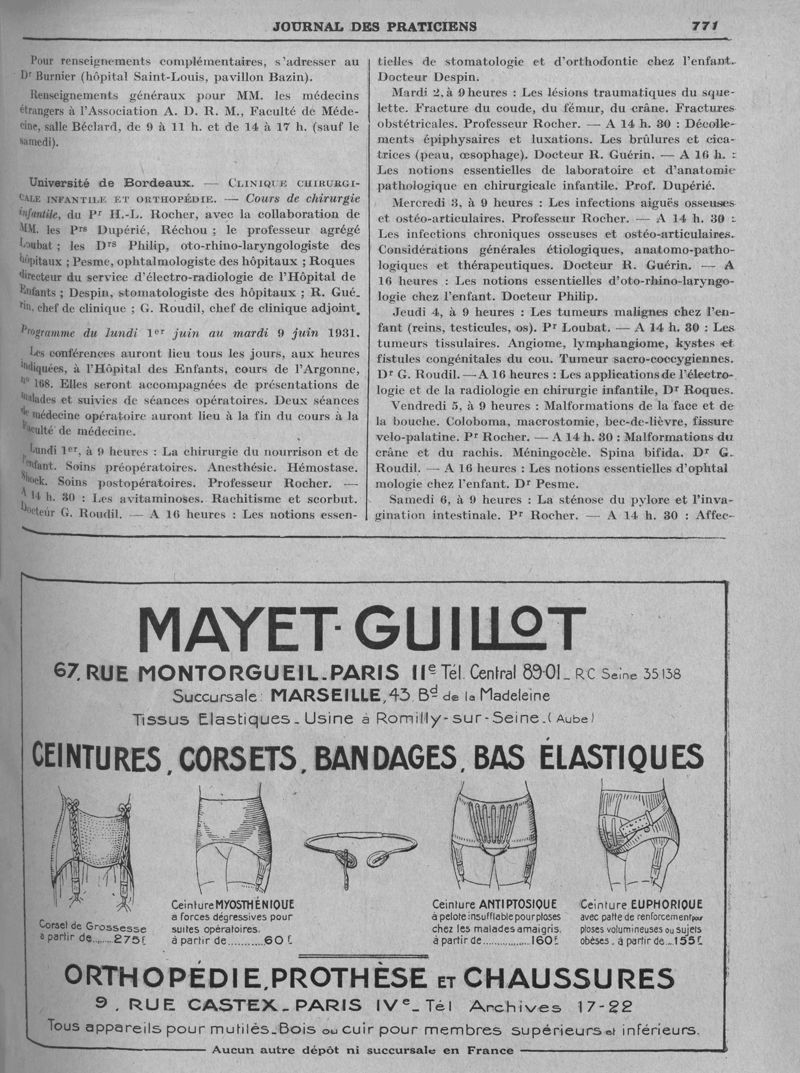 JOURNAL DES PRATICIENS 771
Pour renseignements complémentaires, s'adresser au
Dr Burnier (hôpital Saint-Louis, pavillon Bazin).
Renseignements généraux pour MM. les médecins
étrangers à l'Association A. D. R. M., Faculté de Méde-
cine, salle Béclard, de 9 à 11 h. et de 14 à 17 h. (sauf le
samedi).
Université de Bordeaux. — CLINIQUE CHIRURGI-
CALE INFANTILE ET ORTHOPÉDIE. — Cours de chirurgie
infantile, du Pr H.-L. Rocher, avec la collaboration de
MM. les Prs Dupérié, Réchou ; le professeur agrégé
Loubat ; les Drs Philip, oto-rhino-laryngologiste des
hôpitaux ; Pesme, ophtalmologiste des hôpitaux ; Roques
directeur du service d'électro-radiologie de l'Hôpital de
Enfants ; Despin, stomatologiste des hôpitaux ; R. Gué-
rin, chef de clinique ; G. Roudil, chef de clinique adjoint.
Programme du lundi 1er juin au mardi 9 juin 1931.
Les conférences auront lieu tous les jours, aux heures
indiquées, à l'Hôpital des Enfants, cours de l'Argonne,
n° 168. Elles seront accompagnées de présentations de
malades et suivies de séances opératoires. Deux séances
de médecine opératoire auront lieu à la fin du cours à la
Faculté de médecine.
Lundi 1er, à 9 heures : La chirurgie du nourrison et de
l'enfant. Soins préopératoires. Anesthésie. Hémostase.
Shock. Soins postopératoires. Professeur Rocher. —
A 14 h. 30 : Les avitaminoses. Rachitisme et scorbut.
Docteur G. Roudil. — A 16 heures : Les notions essen-
tielles de stomatologie et d'orthodontie chez l'enfant.
Docteur Despin.
Mardi 2, à 9 heures : Les lésions traumatiques du sque-
lette. Fracture du coude, du fémur, du crâne. Fractures
obstétricales. Professeur Rocher. — A 14 h. 30 : Décolle-
ments épiphysaires et luxations. Les brûlures et cica-
trices (peau, œsophage). Docteur R. Guérin. — A 16 h. :
Les notions essentielles de laboratoire et d'anatomie
pathologique en chirurgicale infantile. Prof. Dupérié.
Mercredi 3, à 9 heures : Les infections aiguës osseuses
et ostéo-articulaires. Professeur Rocher. — A 14 h. 30 :
Les infections chroniques osseuses et ostéo-articulaires.
Considérations générales étiologiques, anatomo-patho-
logiques et thérapeutiques. Docteur R. Guérin. — A
16 heures : Les notions essentielles d'oto-rhino-laryngo-
logie chez l'enfant. Docteur Philip.
Jeudi 4, à 9 heures : Les tumeurs malignes chez l'en-
fant (reins, testicules, os). Pr Loubat. — A 14 h. 30 : Les
tumeurs tissulaires. Angiome, lymphangiome, kystes et
fistules congénitales du cou. Tumeur sacro-coccygiennes.
Dr G. Roudil. — A 16 heures : Les applications de l'électro-
logie et de la radiologie en chirurgie infantile, Dr Roques.
Vendredi 5, à 9 heures : Malformations de la face et de
la bouche. Coloboma, macrostomie, bec-de-lièvre, fissure
velo-palatine. Pr Rocher. — A 14 h. 30 : Malformations du
crâne et du rachis. Méningocèle. Spina bifida. Dr G.
Roudil. — A 16 heures : Les notions essentielles d'ophtal
mologie chez l'enfant. Dr Pesme.
Samedi 6, à 9 heures : La sténose du pylore et l'inva-
gination intestinale. Pr Rocher. — A 14 h. 30 : Affec-
MAYET-GUILLOT
67, RUE MONTORGUEIL_PARIS IIe Tél. Central 89-01_ RC Seine 35138
Succursale: MARSEILLE, 43 Bd de la Madeleine
Tissus Elastiques_ Usine à Romilly-sur-Seine_(Aube)
CEINTURES, CORSETS, BANDAGES, BAS ÉLASTIQUES
Corset de Grossesse
à partir de........275f.
Ceinture MYOSTHÉNIQUE
a forces dégressives pour
suites opératoires.
à partir de............60 f.
Ceinture ANTIPTOSIQUE
à pelote insufflable pour ploses
chez les malades amaigris.
à partir de................160f.
Ceinture EUPHORIQUE
avec patte de renforcement pour
ploses volumineuses ou sujets
obèses. à partir de...155f.
ORTHOPÉDIE, PROTHÈSE ET CHAUSSURES
9, RUE CASTEX_PARIS IVe_Tél Archives 17-22
Tous appareils pour mutilés_Bois ou cuir pour membres supérieurs et inférieurs.
Aucun autre dépôt ni succursale en France